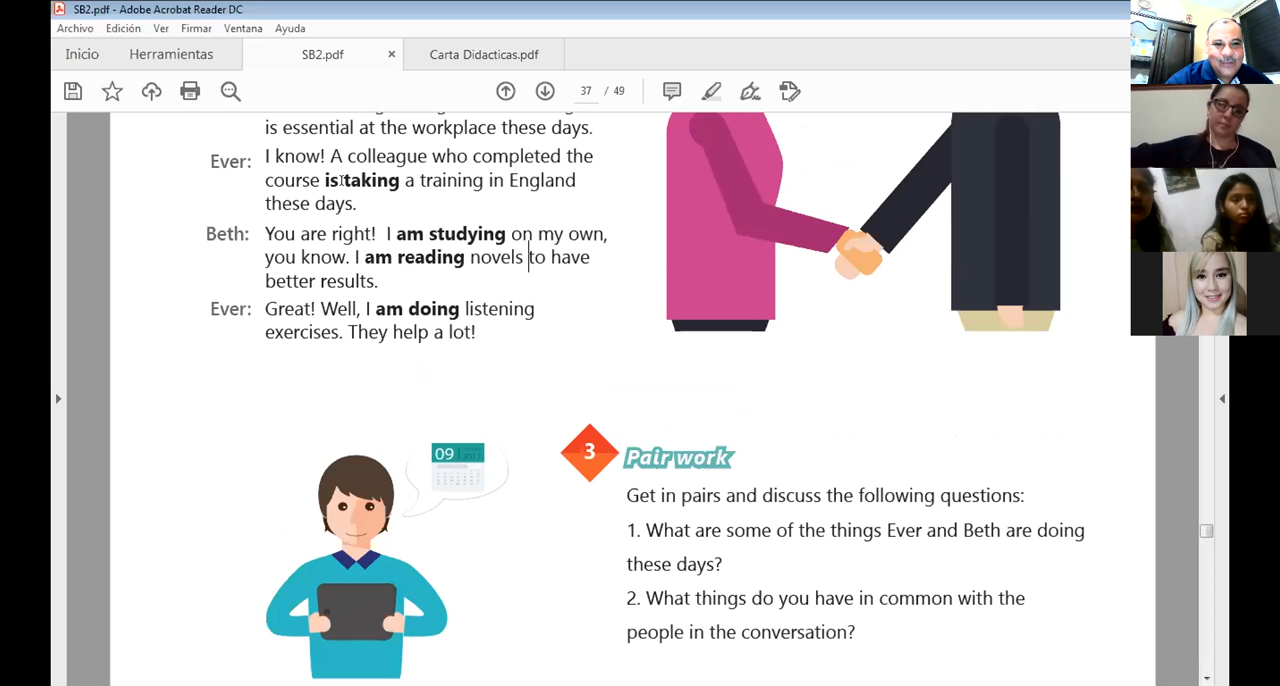 SB2.pdf - Adobe Acrobat Reader DC
Archivo Edición Ver Firmar Ventana Ayuda
Inicio Herramientas SB2.pdf × Carta Didacticas.pdf
37 / 49
is essential at the workplace these days.
Ever: I know! A colleague who completed the
course is taking a training in England
these days.
Beth: You are right! I am studying on my own,
you know. I am reading novels to have
better results.
Ever: Great! Well, I am doing listening
exercises. They help a lot!
09
3 Pair work
Get in pairs and discuss the following questions:
1. What are some of the things Ever and Beth are doing
these days?
2. What things do you have in common with the
people in the conversation?